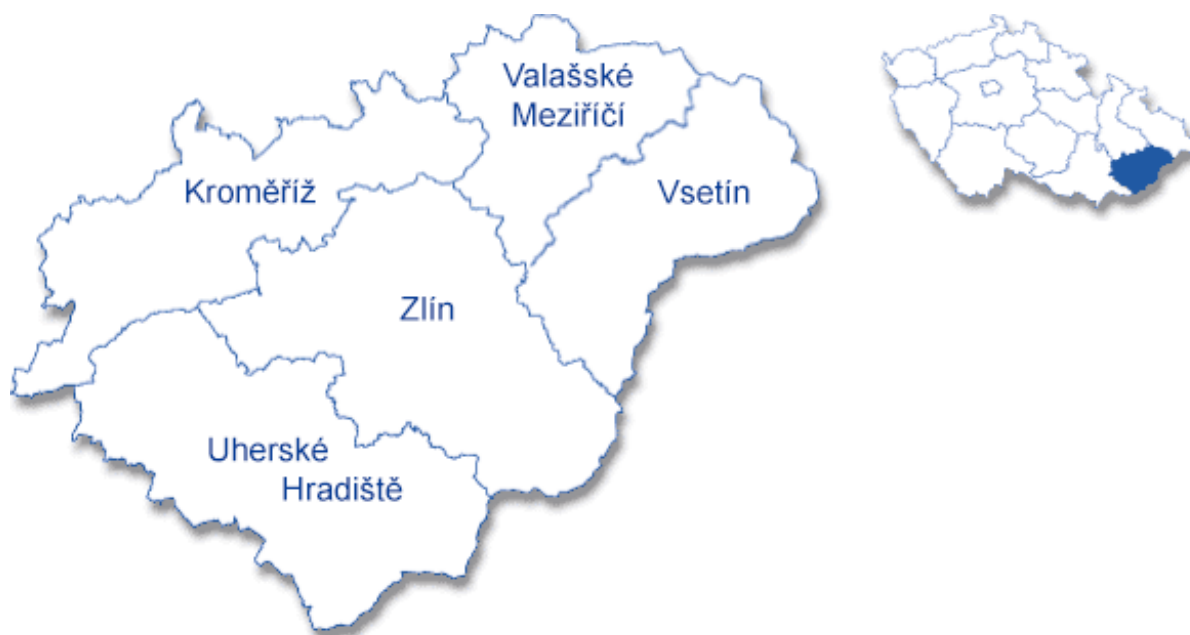 Valašské
Meziříčí
Kroměříž
Vsetín
Zlín
Uherské
Hradiště